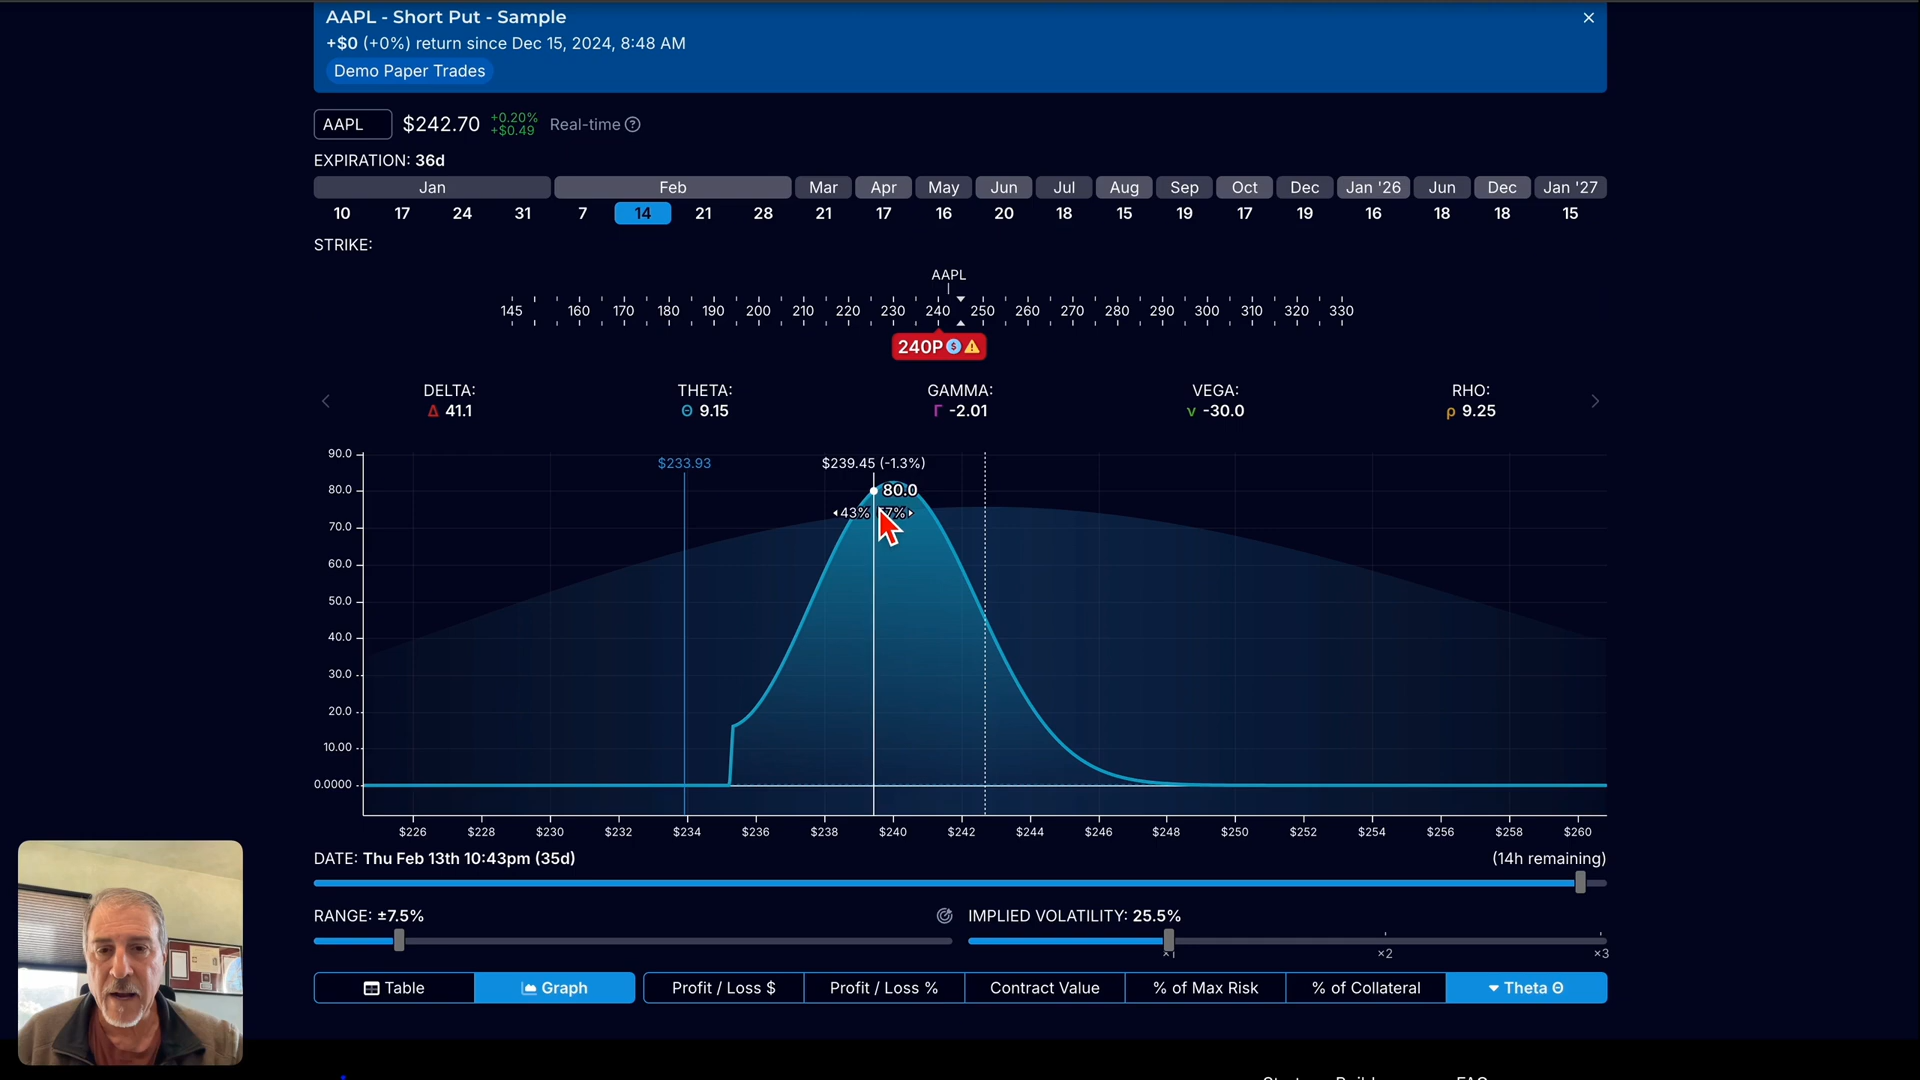 AAPL - Short Put - Sample
+$0 (+0%) return since Dec 15, 2024, 8:48 AM
Demo Paper Trades
AAPL $242.70 +0.20% +$0.49 Real-time
EXPIRATION: 36d
Jan Feb Mar Apr May Jun Jul Aug Sep Oct Dec Jan '26 Jun Dec Jan '27
10 17 24 31 7 14 21 28 21 17 16 20 18 15 19 17 19 16 18 18 15
STRIKE:
AAPL
145 160 170 180 190 200 210 220 230 240 250 260 270 280 290 300 310 320 330
240P
DELTA: THETA: GAMMA: VEGA: RHO:
Δ 41.1 Θ 9.15 Γ -2.01 ν -30.0 ρ 9.25
90.0
$233.93 $239.45 (-1.3%)
80.0 80.0
43% 7%
70.0
60.0
50.0
40.0
30.0
20.0
10.00
0.0000
$226 $228 $230 $232 $234 $236 $238 $240 $242 $244 $246 $248 $250 $252 $254 $256 $258 $260
DATE: Thu Feb 13th 10:43pm (35d) (14h remaining)
RANGE: ±7.5% IMPLIED VOLATILITY: 25.5%
×1 ×2 ×3
Table Graph Profit / Loss $ Profit / Loss % Contract Value % of Max Risk % of Collateral Theta Θ